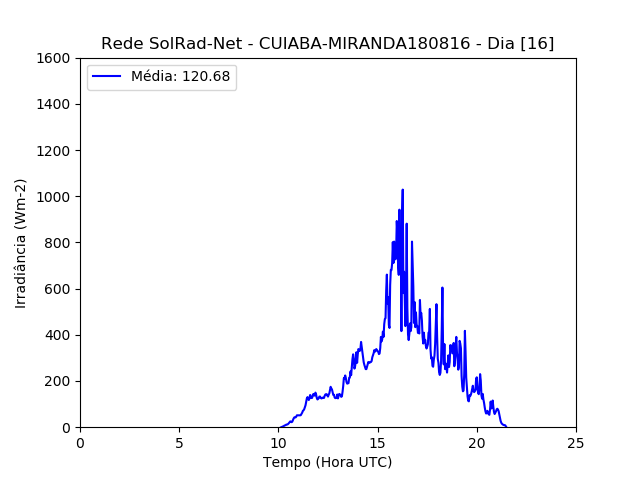 Rede SolRad-Net - CUIABA-MIRANDA180816 - Dia [16]
Média: 120.68
1600
1400
1200
1000
800
600
400
200
0
Irradiância (Wm-2)
0 5 10 15 20 25
Tempo (Hora UTC)